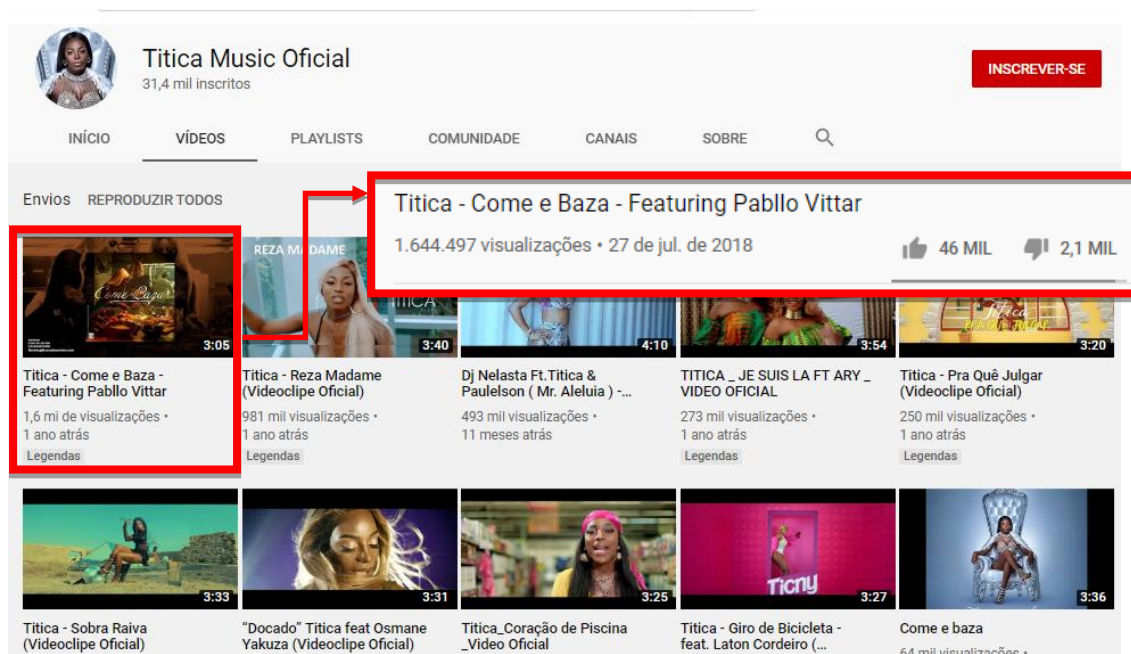 Titica Music Oficial
31,4 mil inscritos
INSCREVER-SE
INÍCIO VÍDEOS PLAYLISTS COMUNIDADE CANAIS SOBRE
Envios REPRODUZIR TODOS
Titica - Come e Baza - Featuring Pabllo Vittar
1.644.497 visualizações • 27 de jul. de 2018
46 MIL 2,1 MIL
REZA MADAME
3:05
3:40
4:10
3:54
3:20
Titica - Come e Baza -
Featuring Pabllo Vittar
1,6 mi de visualizações •
1 ano atrás
Legendas
Titica - Reza Madame
(Videoclipe Oficial)
981 mil visualizações •
1 ano atrás
Legendas
Dj Nelasta Ft.Titica &
Paulelson ( Mr. Aleluia ) -...
493 mil visualizações •
11 meses atrás
TITICA _ JE SUIS LA FT ARY _
VIDEO OFICIAL
273 mil visualizações •
1 ano atrás
Legendas
Titica - Pra Quê Julgar
(Videoclipe Oficial)
250 mil visualizações •
1 ano atrás
Legendas
3:33
3:31
3:25
Ticny
3:27
3:36
Titica - Sobra Raiva
(Videoclipe Oficial)
"Docado" Titica feat Osmane
Yakuza (Videoclipe Oficial)
Titica_Coração de Piscina
_Video Oficial
Titica - Giro de Bicicleta -
feat. Laton Cordeiro (...
Come e baza
64 mil visualizações •